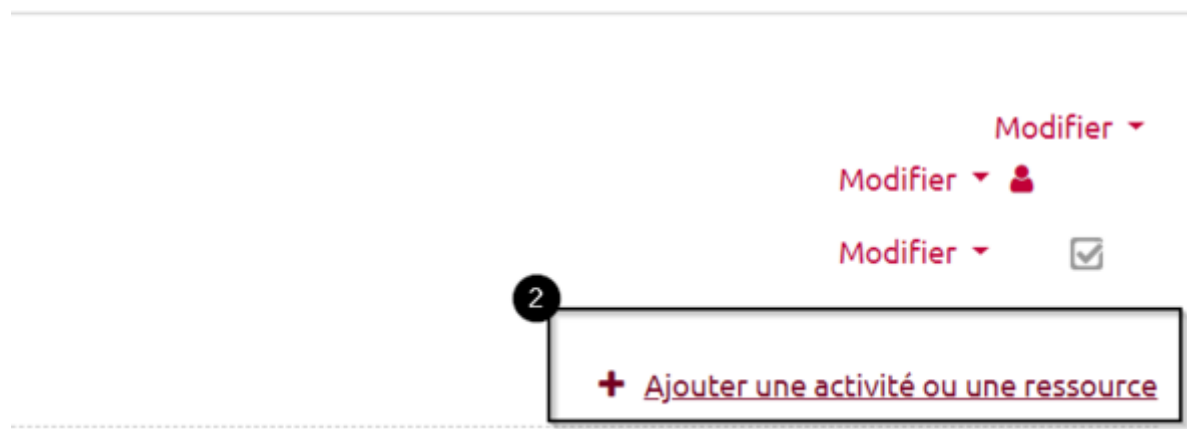 Modifier
Modifier
Modifier
2
Ajouter une activité ou une ressource